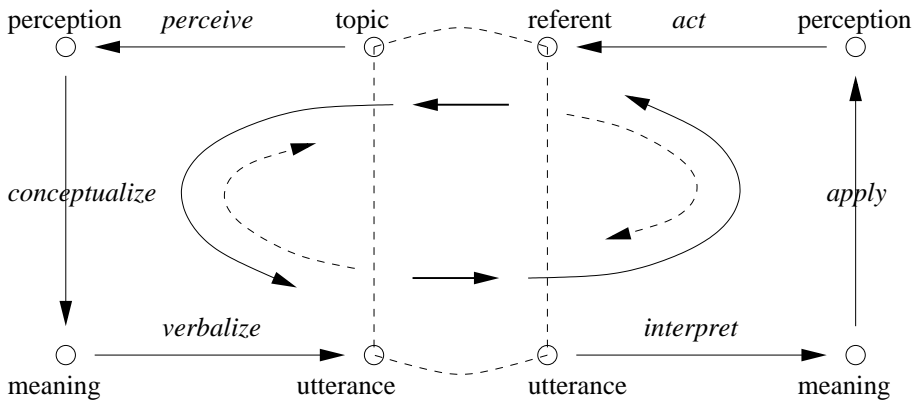 perception perceive topic referent act perception
conceptualize apply
verbalize interpret
meaning utterance utterance meaning